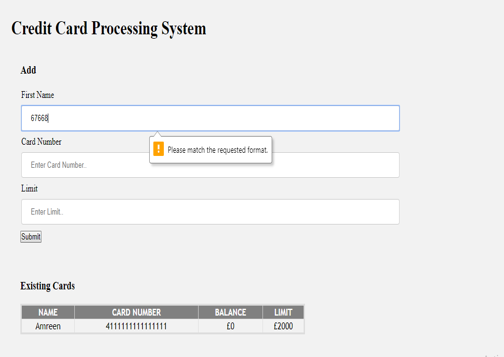 Credit Card Processing System
Add
First Name
67668
Please match the requested format.
Card Number
Enter Card Number.
Limit
Enter Limit.
Submit
Existing Cards
NAME CARD NUMBER BALANCE LIMIT
Amreen 4111111111111111 £0 £2000